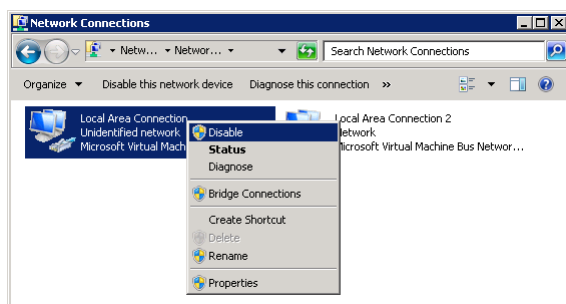 Network Connections
Netw... Networ...
Search Network Connections
Organize Disable this network device Diagnose this connection »
Local Area Connection
Unidentified network
Microsoft Virtual Mach
Disable
Status
Diagnose
Bridge Connections
Create Shortcut
Delete
Rename
Properties
Local Area Connection 2
Network
Microsoft Virtual Machine Bus Networ...